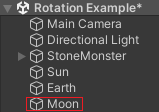 Rotation Example*
Main Camera
Directional Light
StoneMonster
Sun
Earth
Moon